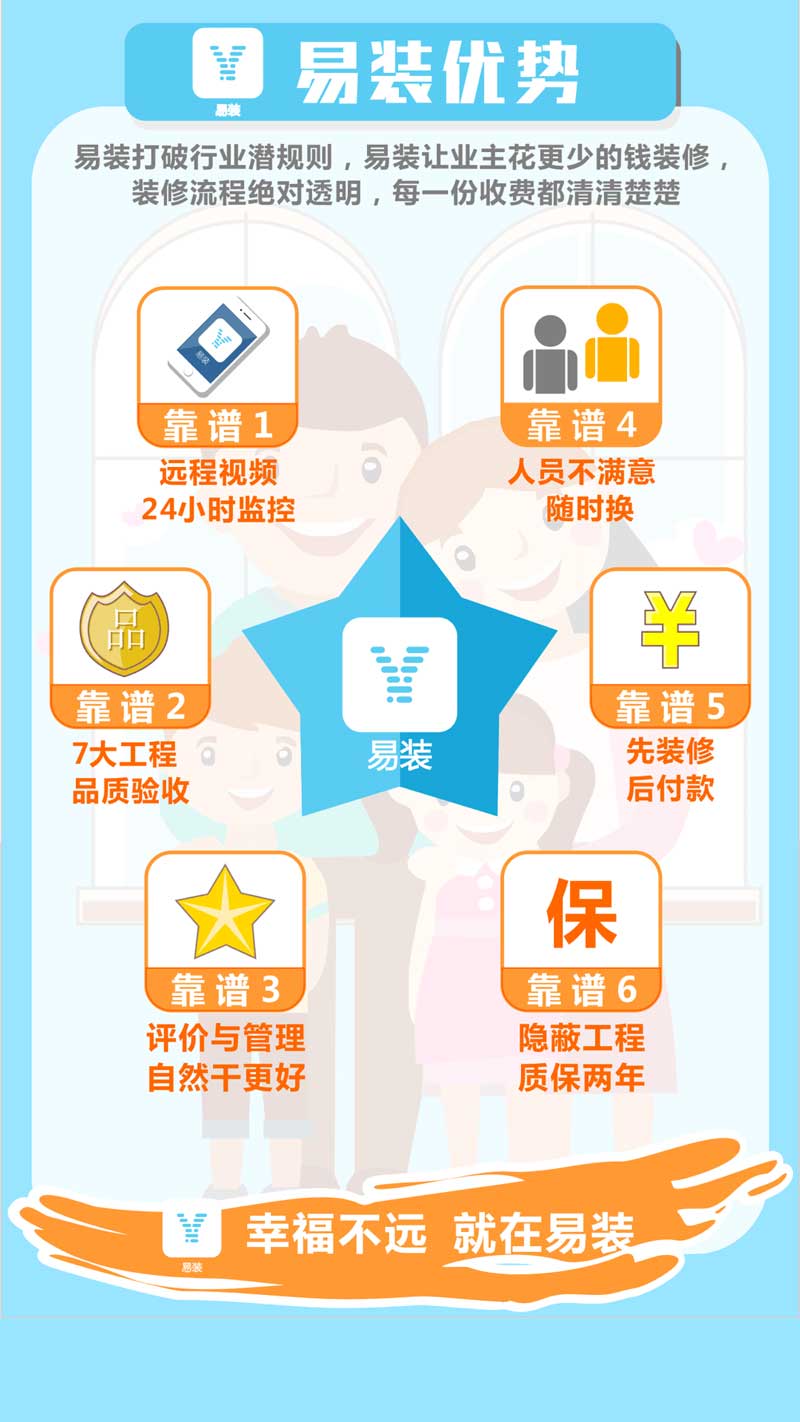 易装
易装优势
易装打破行业潜规则，易装让业主花更少的钱装修，
装修流程绝对透明，每一份收费都清清楚楚
易装
靠谱1
远程视频
24小时监控
品
靠谱2
7大工程
品质验收
靠谱3
评价与管理
自然干更好
易装
靠谱4
人员不满意
随时换
¥
靠谱5
先装修
后付款
保
靠谱6
隐蔽工程
质保两年
易装
幸福不远 就在易装